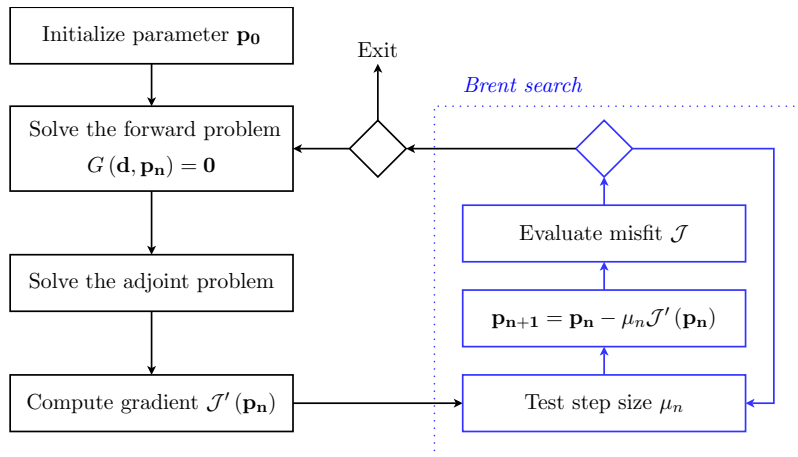 Initialize parameter p₀
Exit
Brent search
Solve the forward problem
G (d, pₙ) = 0
Evaluate misfit 𝒥
Solve the adjoint problem
pₙ₊₁ = pₙ − μₙ𝒥′ (pₙ)
Compute gradient 𝒥′ (pₙ)
Test step size μₙ